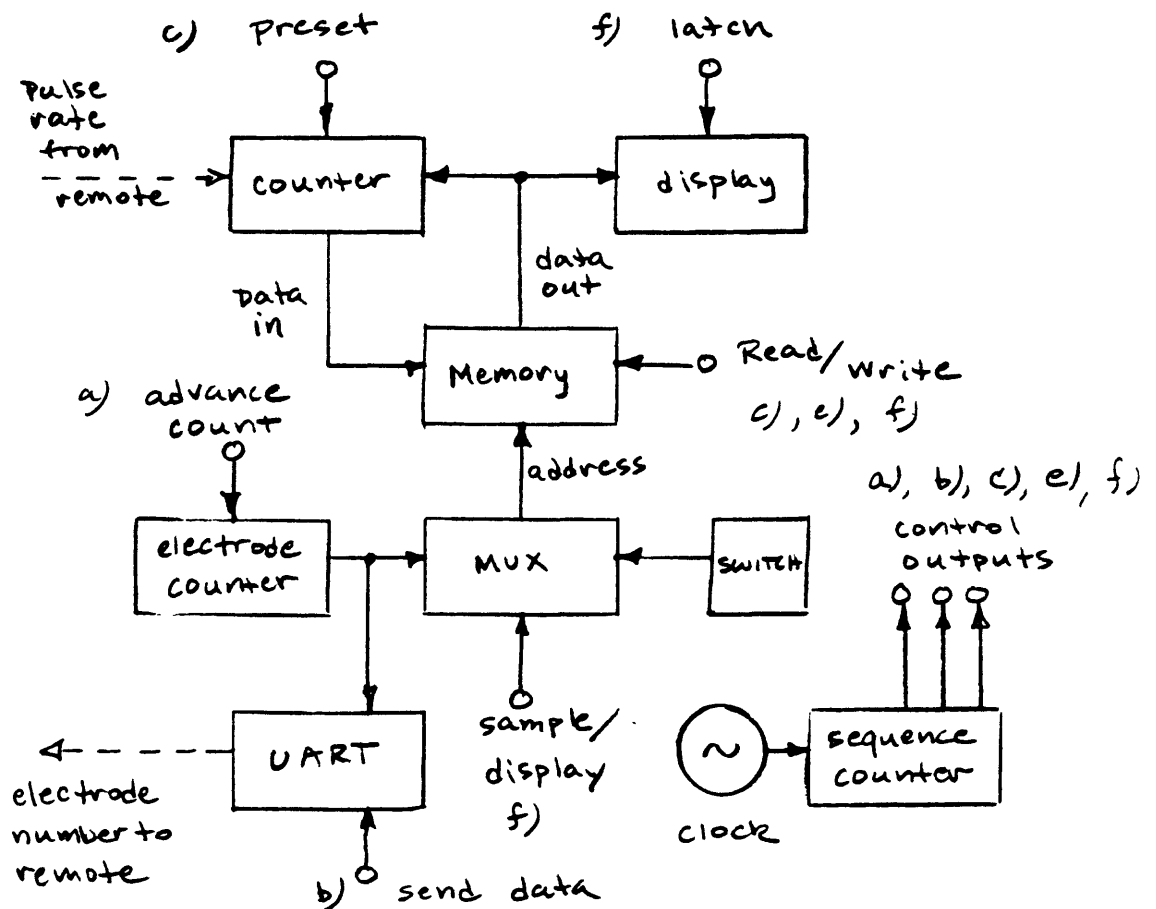 c) preset
f) latch
pulse
rate
from
remote
counter
display
data
out
Data
in
Memory
Read/write
c), e), f)
a) advance
count
address
a), b), c), e), f)
control
outputs
electrode
counter
MUX
SWITCH
sample/
display
f)
UART
sequence
counter
clock
electrode
number to
remote
b) send data